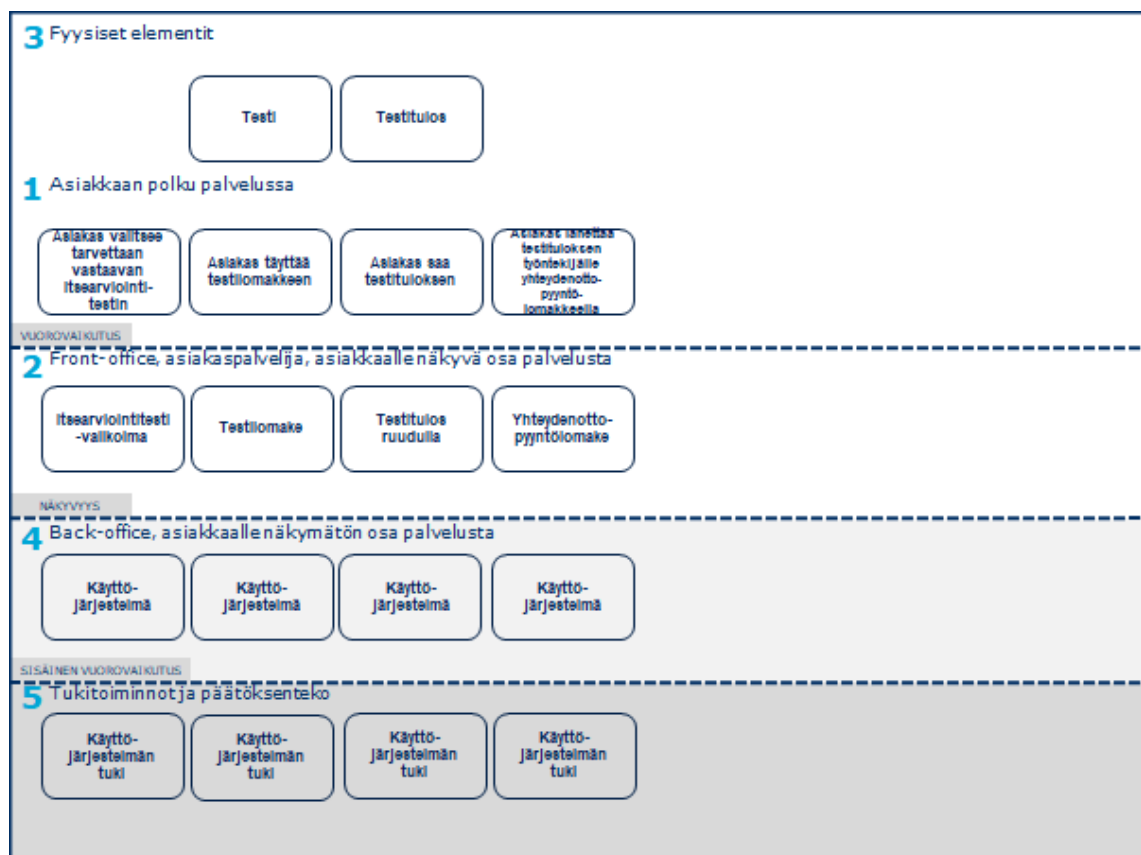 3 Fyysiset elementit
Testi
Testitulos
1 Asiakkaan polku palvelussa
Asiakas valitsee
tarvettaan
vastaavan
itsearviointi-
testin
Asiakas täyttää
testilomakkeen
Asiakas saa
testituloksen
Asiakas lähettää
testituloksen
työntekijälle
yhteydenotto-
pyyntö-
lomakkeella
VUOROVAIKUTUS
2 Front-office, asiakaspalvelija, asiakkaalle näkyvä osa palvelusta
Itsearviointitesti
-valikoima
Testilomake
Testitulos
ruudulla
Yhteydenotto-
pyyntölomake
NÄKYVYYS
4 Back-office, asiakkaalle näkymätön osa palvelusta
Käyttö-
järjestelmä
Käyttö-
järjestelmä
Käyttö-
järjestelmä
Käyttö-
järjestelmä
SISÄINEN VUOROVAIKUTUS
5 Tukitoiminnot ja päätöksenteko
Käyttö-
järjestelmän
tuki
Käyttö-
järjestelmän
tuki
Käyttö-
järjestelmän
tuki
Käyttö-
järjestelmän
tuki